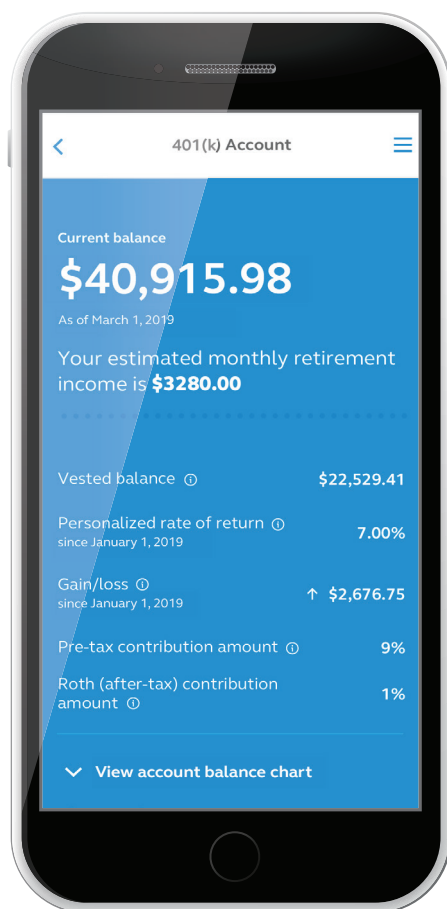 401(k) Account
Current balance
$40,915.98
As of March 1, 2019
Your estimated monthly retirement
income is $3280.00
Vested balance ⓘ $22,529.41
Personalized rate of return ⓘ 7.00%
since January 1, 2019
Gain/loss ⓘ ↑ $2,676.75
since January 1, 2019
Pre-tax contribution amount ⓘ 9%
Roth (after-tax) contribution
amount ⓘ 1%
View account balance chart